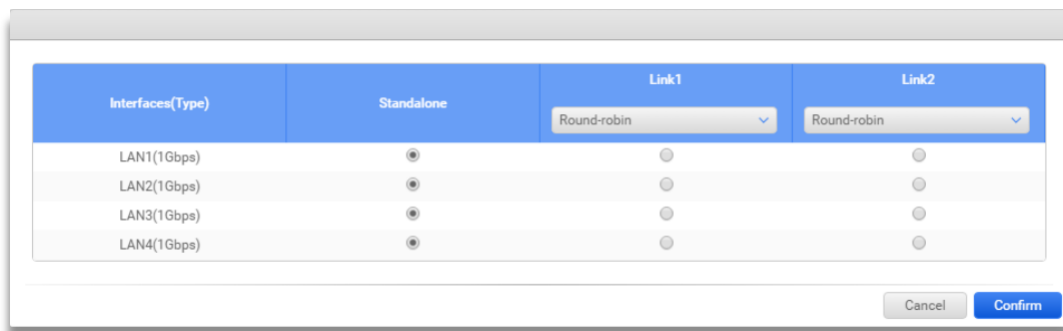 Interfaces(Type) Standalone Link1 Link2
Round-robin Round-robin
LAN1(1Gbps)
LAN2(1Gbps)
LAN3(1Gbps)
LAN4(1Gbps)
Cancel Confirm